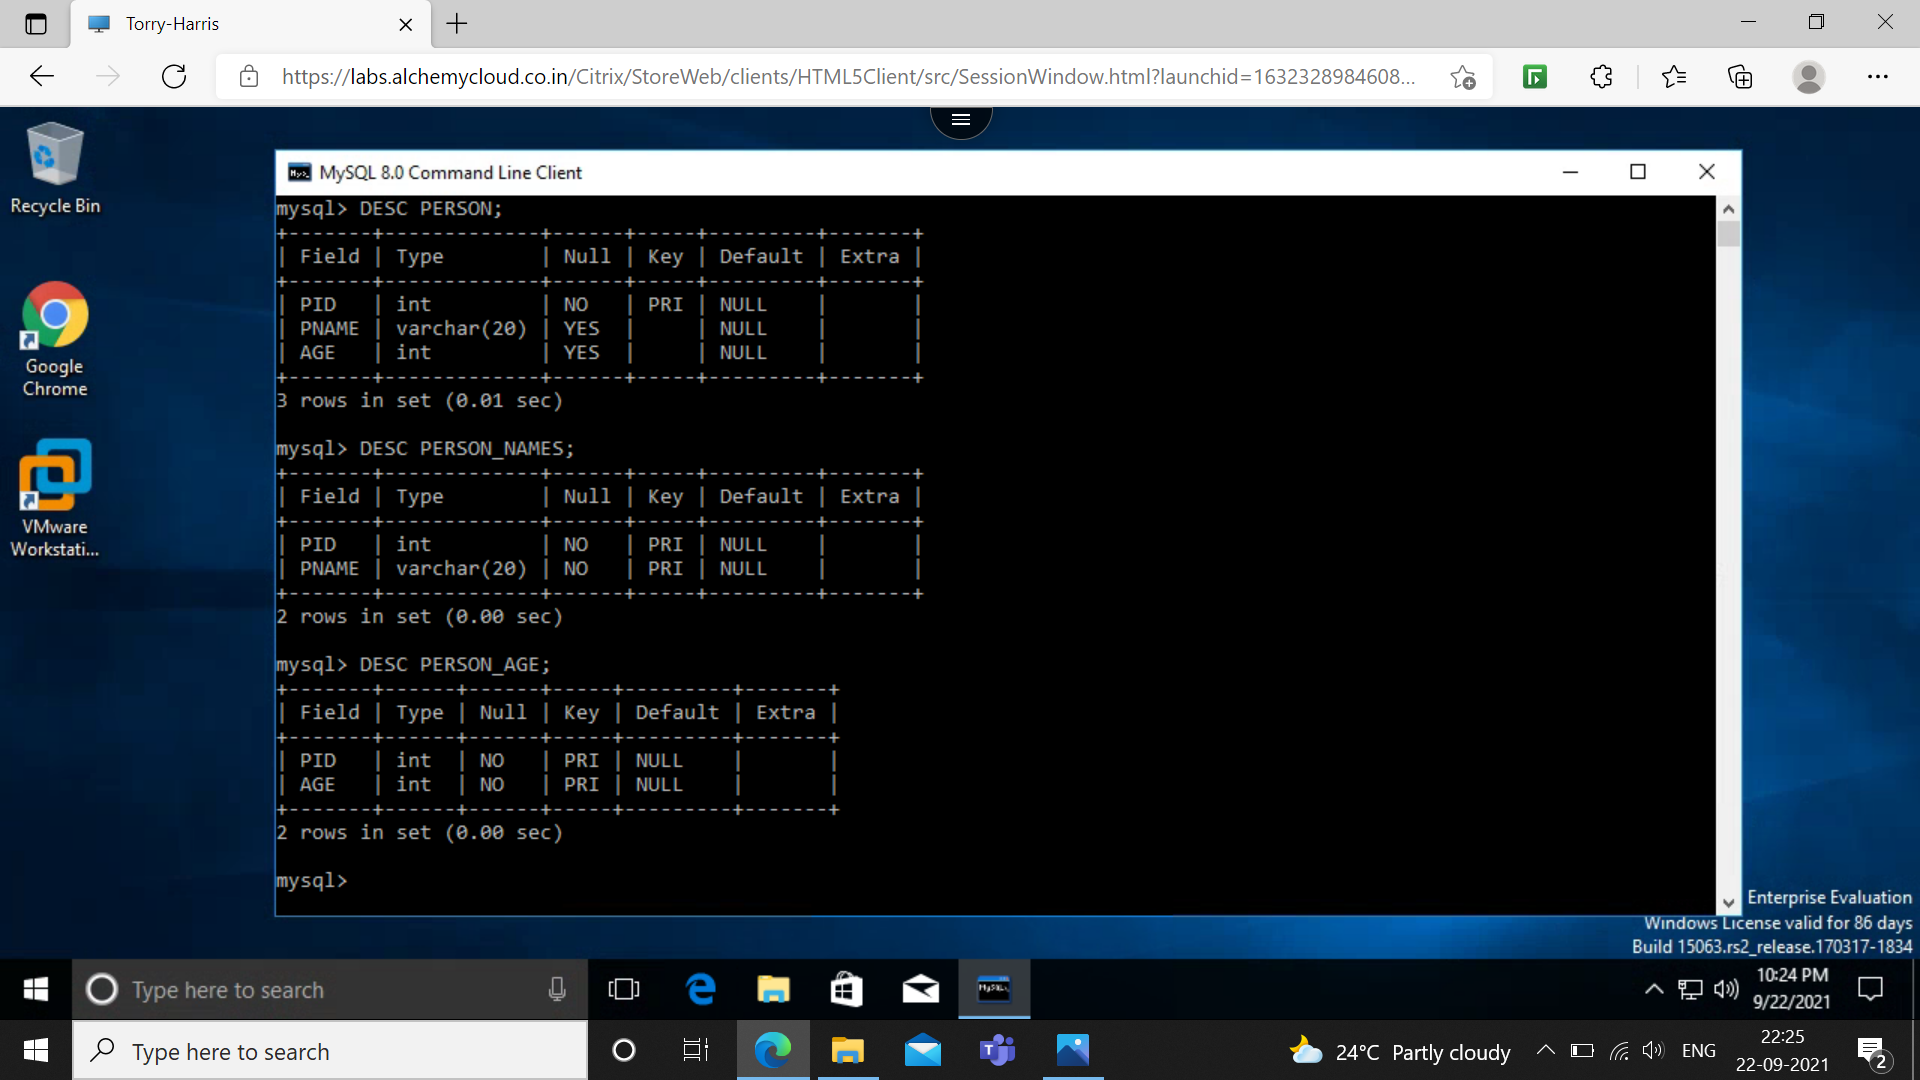 Torry-Harris
https://labs.alchemycloud.co.in/Citrix/StoreWeb/clients/HTML5Client/src/SessionWindow.html?launchid=1632328984608...
Recycle Bin
Google
Chrome
VMware
Workstati...
MySQL 8.0 Command Line Client
mysql> DESC PERSON;
+-------+-------------+------+-----+---------+-------+
| Field | Type        | Null | Key | Default | Extra |
+-------+-------------+------+-----+---------+-------+
| PID   | int         | NO   | PRI | NULL    |       |
| PNAME | varchar(20) | YES  |     | NULL    |       |
| AGE   | int         | YES  |     | NULL    |       |
+-------+-------------+------+-----+---------+-------+
3 rows in set (0.01 sec)
mysql> DESC PERSON_NAMES;
+-------+-------------+------+-----+---------+-------+
| Field | Type        | Null | Key | Default | Extra |
+-------+-------------+------+-----+---------+-------+
| PID   | int         | NO   | PRI | NULL    |       |
| PNAME | varchar(20) | NO   | PRI | NULL    |       |
+-------+-------------+------+-----+---------+-------+
2 rows in set (0.00 sec)
mysql> DESC PERSON_AGE;
+-------+------+------+-----+---------+-------+
| Field | Type | Null | Key | Default | Extra |
+-------+------+------+-----+---------+-------+
| PID   | int  | NO   | PRI | NULL    |       |
| AGE   | int  | NO   | PRI | NULL    |       |
+-------+------+------+-----+---------+-------+
2 rows in set (0.00 sec)
mysql>
Enterprise Evaluation
Windows License valid for 86 days
Build 15063.rs2_release.170317-1834
Type here to search
10:24 PM
9/22/2021
Type here to search
24°C Partly cloudy
ENG
22:25
22-09-2021
2